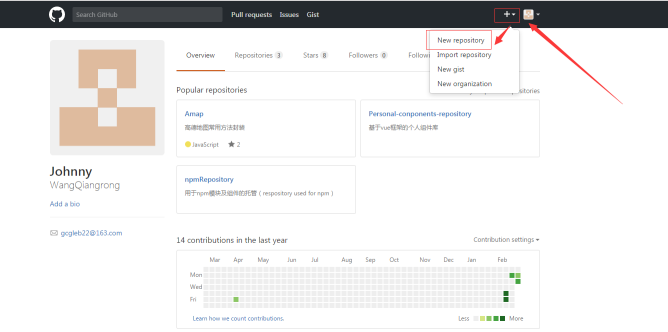 Search GitHub
Pull requests Issues Gist
New repository
Import repository
New gist
New organization
Overview Repositories 3 Stars 8 Followers 0
Popular repositories
Amap
高德地图常用方法封装
JavaScript 1
Personal-conponents-repository
基于vue框架的个人组件库
npmRepository
用于npm模块及组件的托管（respository used for npm）
Johnny
WangQiangrong
Add a bio
gcgleb22@163.com
14 contributions in the last year
Contribution settings
Mar Apr May Jun Jul Aug Sep Oct Nov Dec Jan Feb
Mon
Wed
Fri
Learn how we count contributions.
Less More